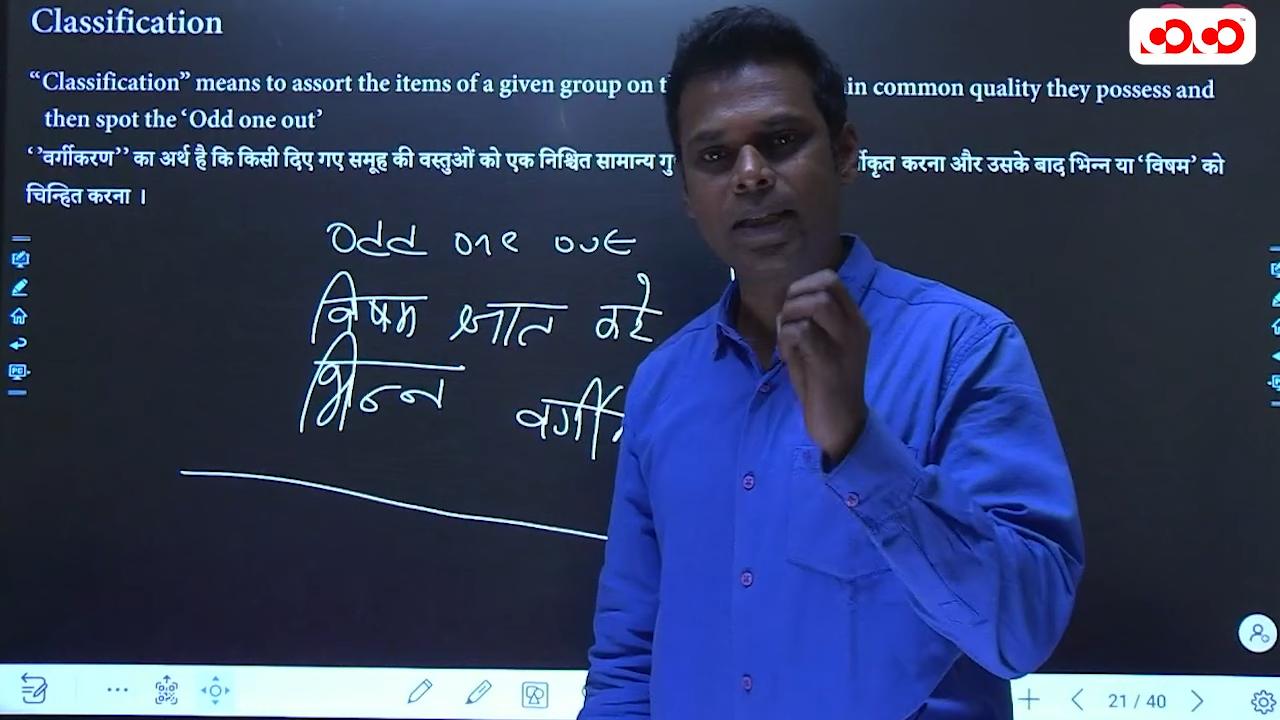 Classification
“Classification” means to assort the items of a given group on in common quality they possess and
then spot the ‘Odd one out’
‘‘वर्गीकरण’’ का अर्थ है कि किसी दिए गए समूह की वस्तुओं को एक निश्चित सामान्य करना और उसके बाद भिन्न या ‘विषम’ को
चिन्हित करना ।
Odd one out
विषम ज्ञात करे
भिन्न
21 / 40